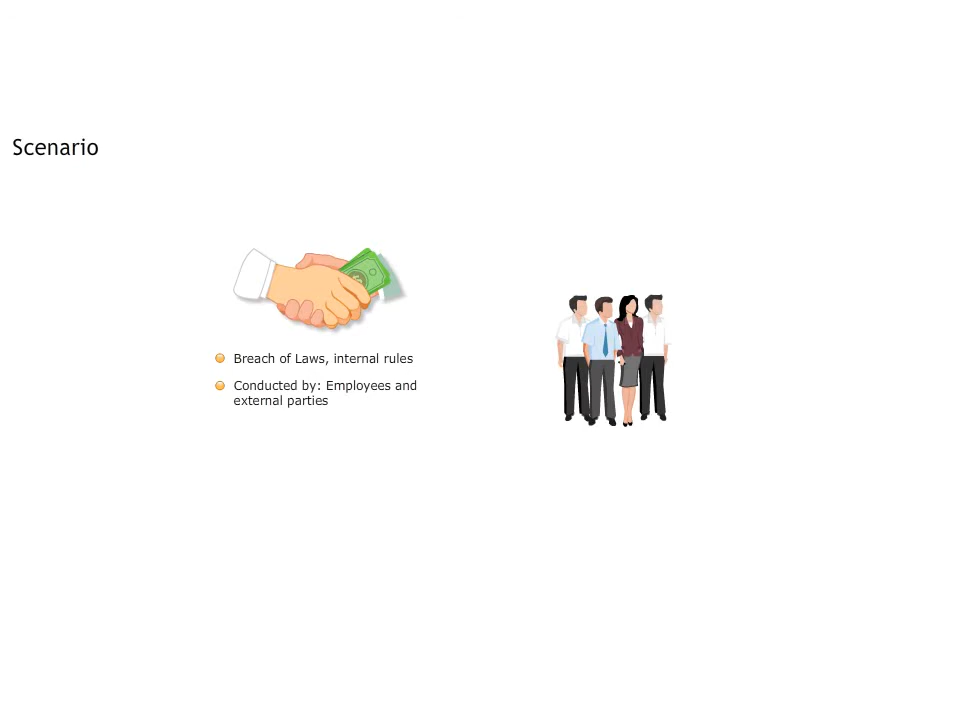 Scenario
Breach of Laws, internal rules
Conducted by: Employees and
external parties